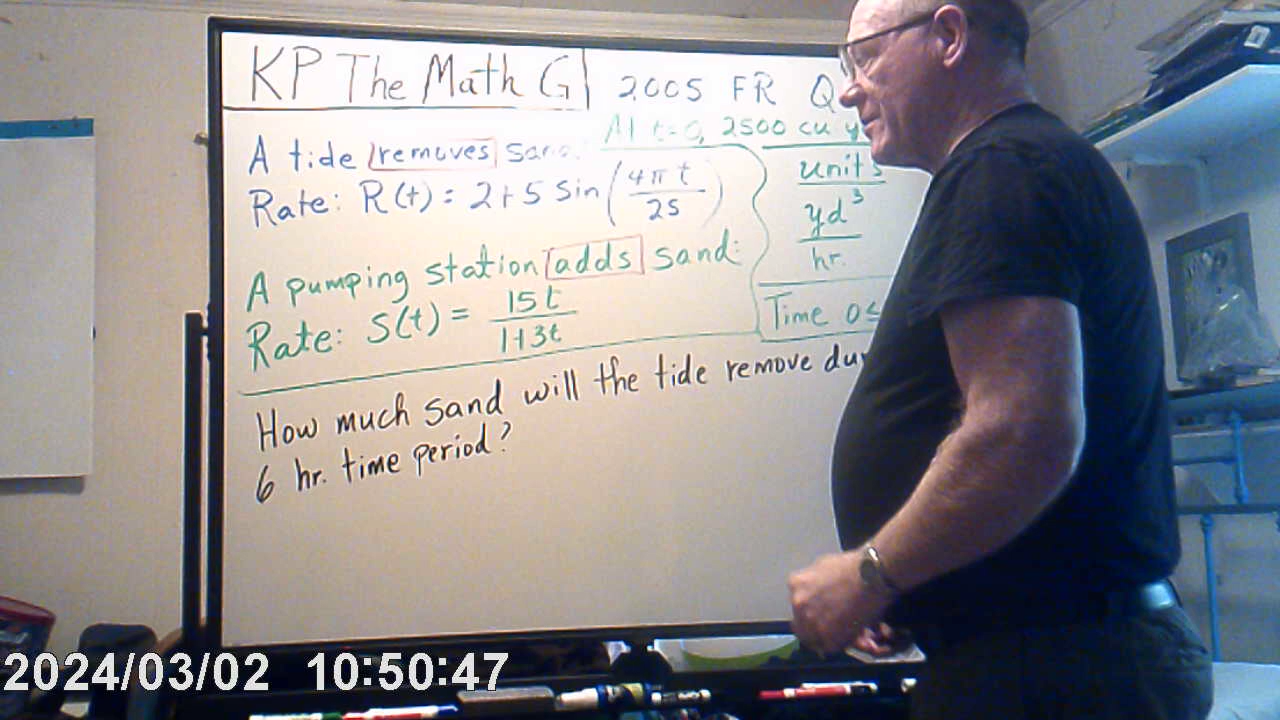 KP The Math G
2005 FR Q
At t=0, 2500 cu y
A tide removes sand:
Rate: R(t) = 2+5 sin(4πt/25)
units
yd³/hr.
A pumping station adds sand:
Rate: S(t) = 15t/1+3t
Time 0≤
How much sand will the tide remove dur
6 hr. time period?
2024/03/02 10:50:47